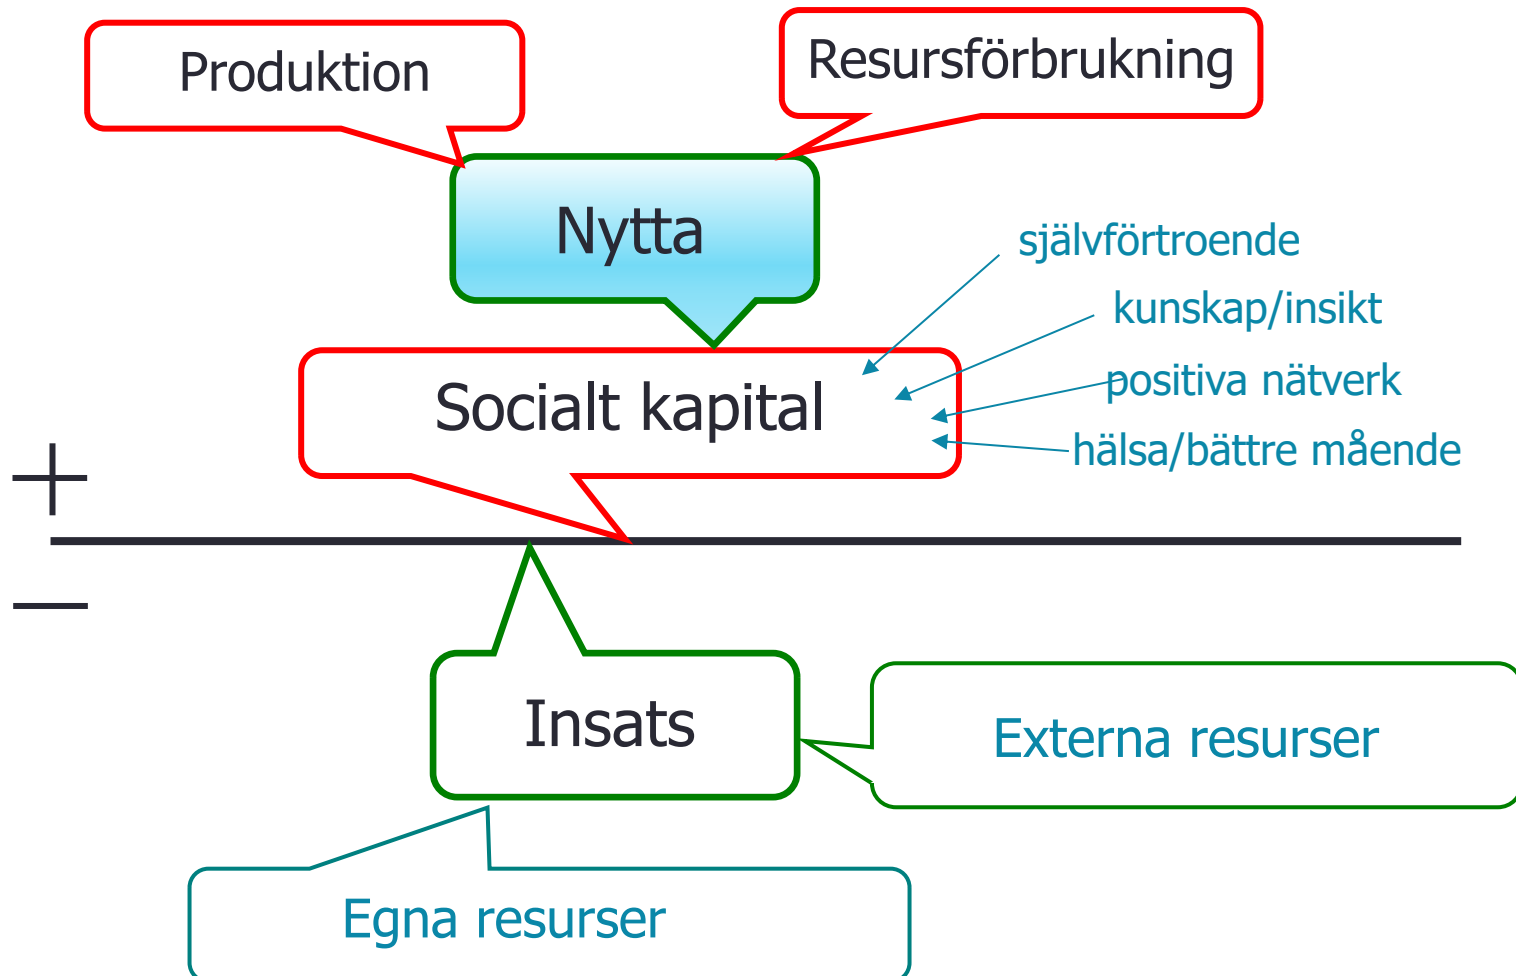 Produktion
Resursförbrukning
Nytta
självförtroende
kunskap/insikt
positiva nätverk
Socialt kapital
hälsa/bättre mående
+
—
Insats
Externa resurser
Egna resurser